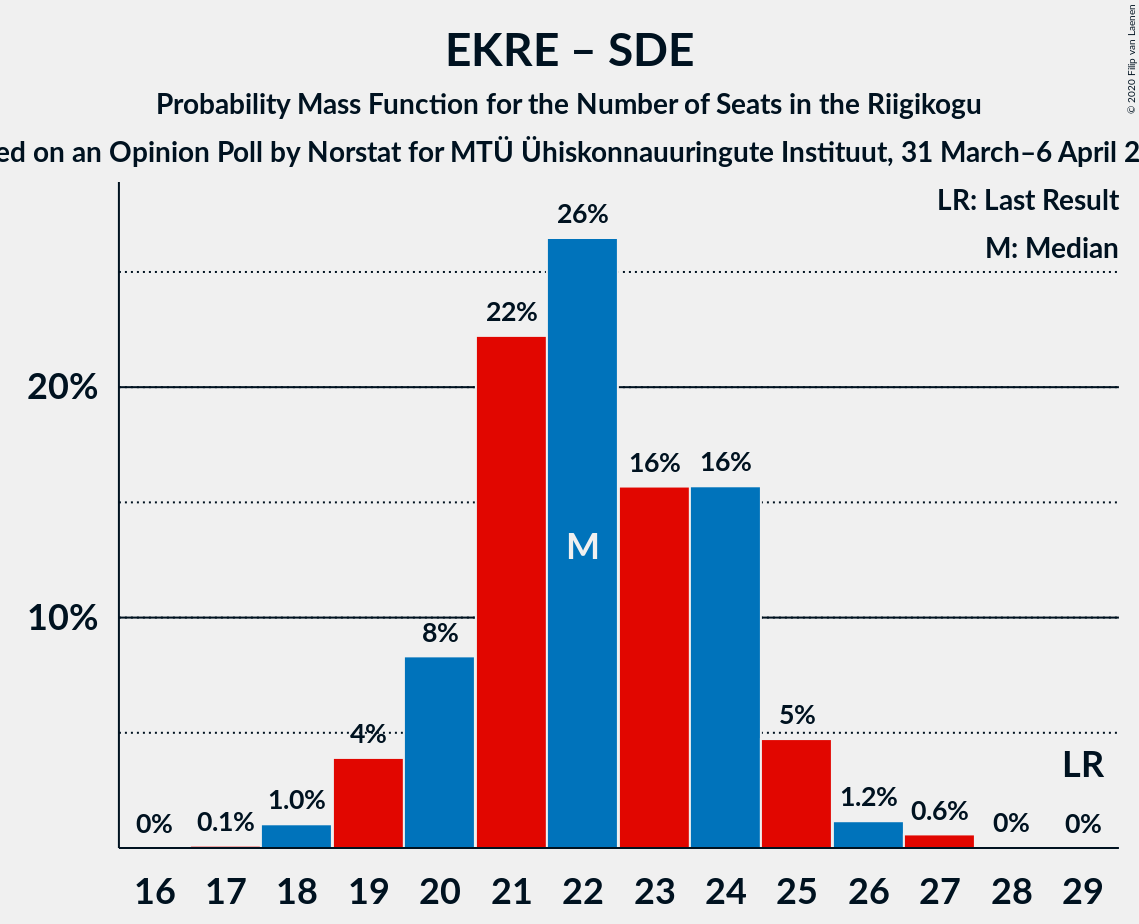 EKRE – SDE
Probability Mass Function for the Number of Seats in the Riigikogu
ed on an Opinion Poll by Norstat for MTÜ Ühiskonnauuringute Instituut, 31 March–6 April 2
© 2020 Filip van Laenen
LR: Last Result
M: Median
26%
22%
20%
16% 16%
M
10%
8%
5%
4%
LR
1.0%
1.2%
0.6%
0% 0.1%
0% 0%
16 17 18 19 20 21 22 23 24 25 26 27 28 29